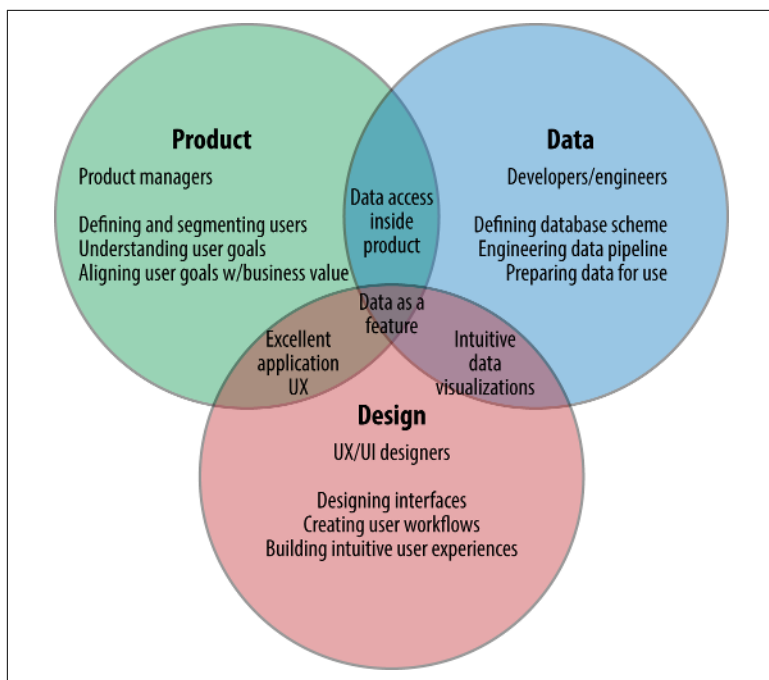 Product
Product managers
Defining and segmenting users
Understanding user goals
Aligning user goals w/business value
Data access
inside
product
Data
Developers/engineers
Defining database scheme
Engineering data pipeline
Preparing data for use
Data as a
feature
Excellent
application
UX
Intuitive
data
visualizations
Design
UX/UI designers
Designing interfaces
Creating user workflows
Building intuitive user experiences